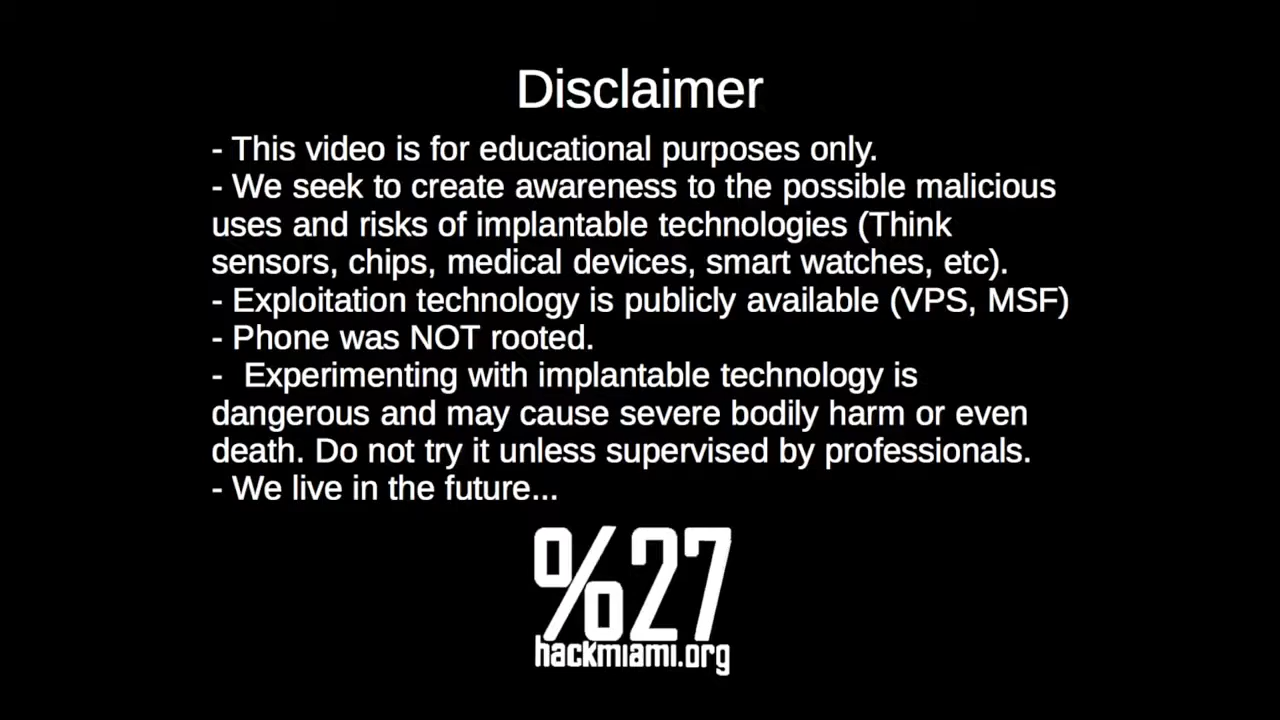 Disclaimer
- This video is for educational purposes only.
- We seek to create awareness to the possible malicious
uses and risks of implantable technologies (Think
sensors, chips, medical devices, smart watches, etc).
- Exploitation technology is publicly available (VPS, MSF)
- Phone was NOT rooted.
-  Experimenting with implantable technology is
dangerous and may cause severe bodily harm or even
death. Do not try it unless supervised by professionals.
- We live in the future...
%27
hackmiami.org